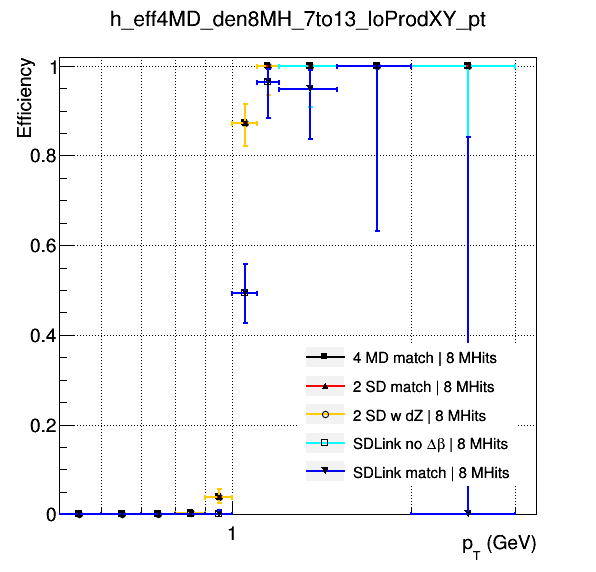 h_eff4MD_den8MH_7to13_loProdXY_pt
Efficiency
1
0.8
0.6
0.4
0.2
0
1
p_T (GeV)
4 MD match | 8 MHits
2 SD match | 8 MHits
2 SD w dZ | 8 MHits
SDLink no Δβ | 8 MHits
SDLink match | 8 MHits